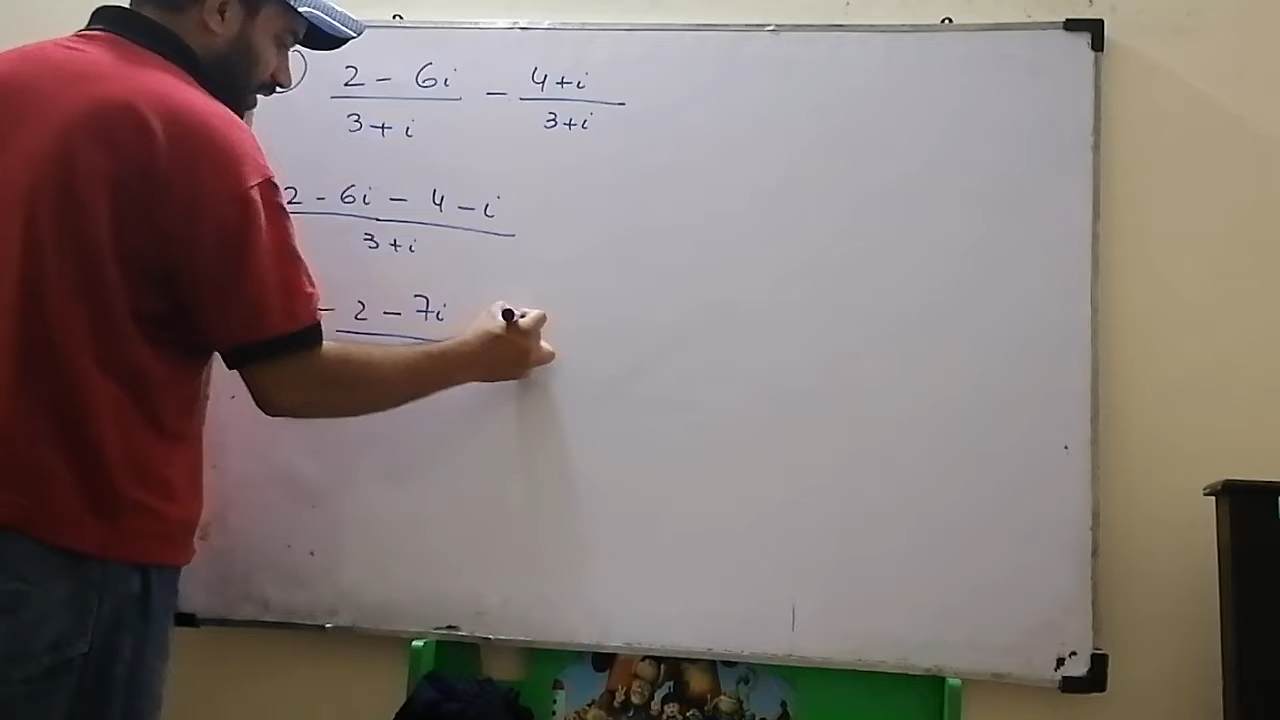 ) 2 - 6i / 3 + i - 4 + i / 3 + i
2 - 6i - 4 - i / 3 + i
- 2 - 7i